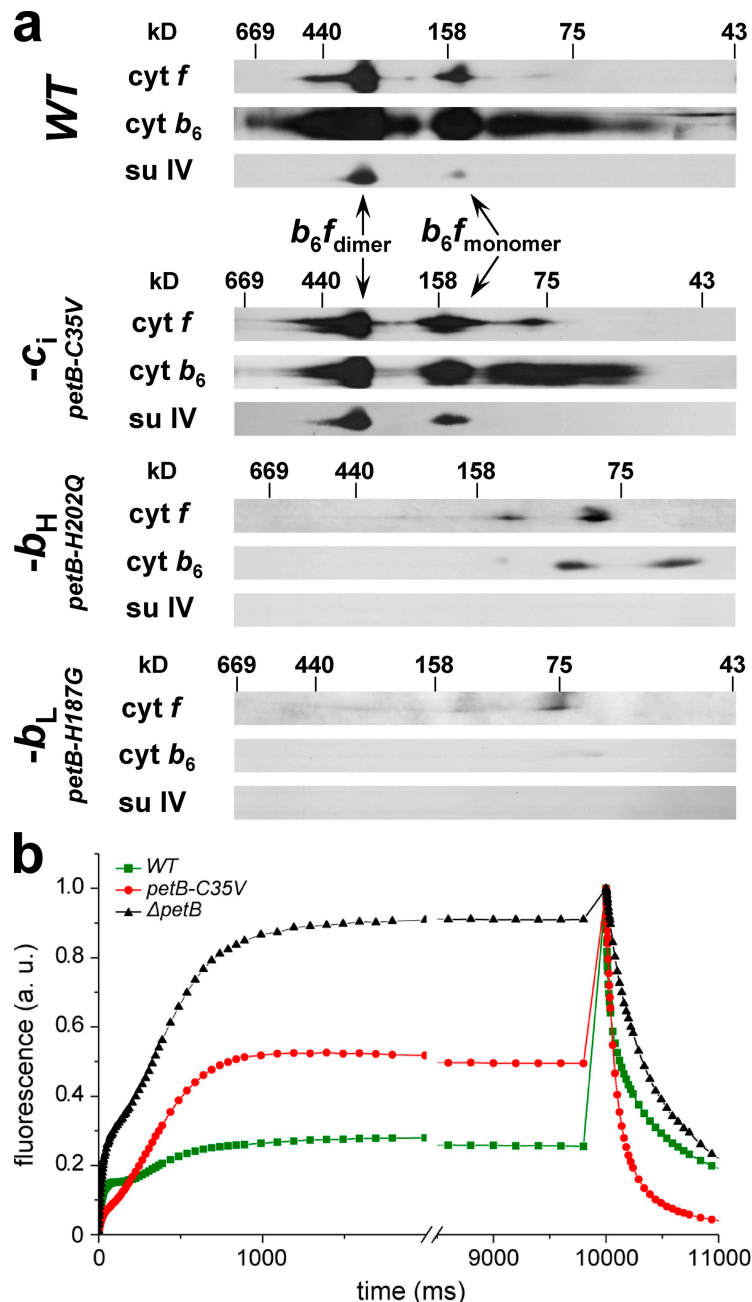 a
kD 669 440 158 75 43
WT
cyt f
cyt b6
su IV
b6fdimer b6fmonomer
kD
669 440 158 75 43
-ci
petB-C35V
cyt f
cyt b6
su IV
kD
669 440 158 75
-bH
petB-H202Q
cyt f
cyt b6
su IV
kD
669 440 158 75 43
-bL
petB-H187G
cyt f
cyt b6
su IV
b
WT
petB-C35V
ΔpetB
fluorescence (a. u.)
1.0
0.8
0.6
0.4
0.2
0
0 1000 9000 10000 11000
time (ms)